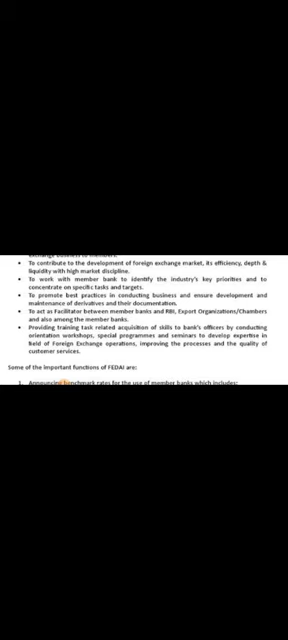 exchange business to members.
• To contribute to the development of foreign exchange market, its efficiency, depth &
liquidity with high market discipline.
• To work with member bank to identify the industry's key priorities and to
concentrate on specific tasks and targets.
• To promote best practices in conducting business and ensure development and
maintenance of derivatives and their documentation.
• To act as Facilitator between member banks and RBI, Export Organizations/Chambers
and also among the member banks.
• Providing training task related acquisition of skills to bank's officers by conducting
orientation workshops, special programmes and seminars to develop expertise in
field of Foreign Exchange operations, improving the processes and the quality of
customer services.
Some of the important functions of FEDAI are:
1. Announcing benchmark rates for the use of member banks which includes: